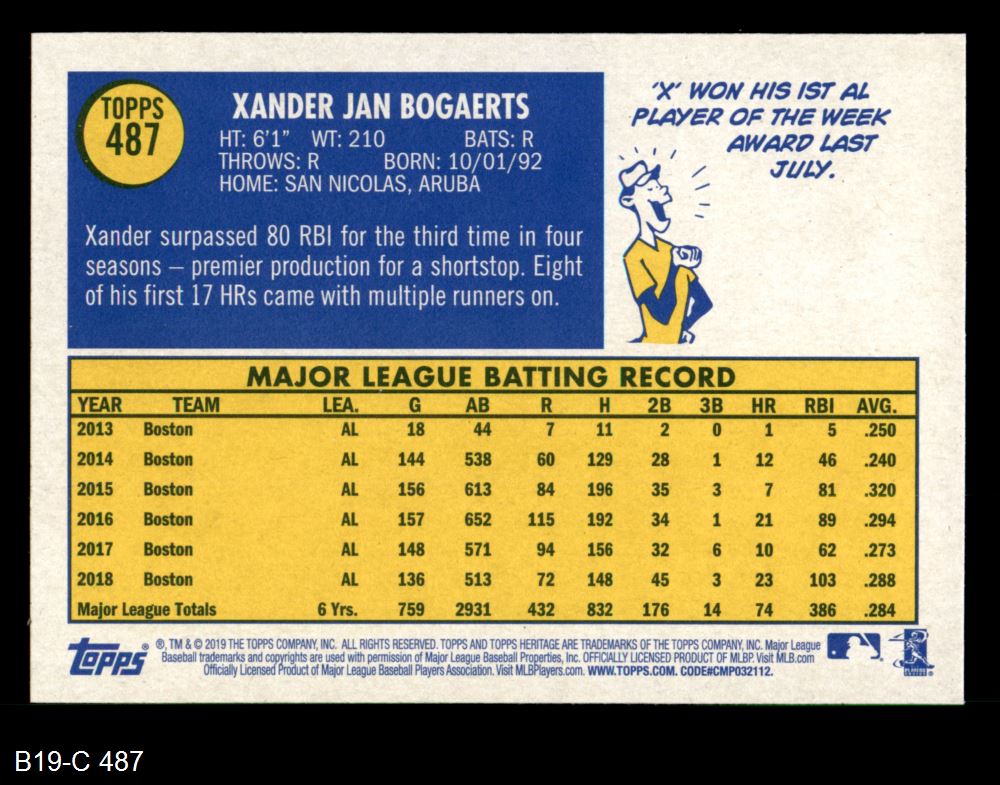 TOPPS
487
XANDER JAN BOGAERTS
HT: 6'1" WT: 210 BATS: R
THROWS: R BORN: 10/01/92
HOME: SAN NICOLAS, ARUBA
Xander surpassed 80 RBI for the third time in four
seasons – premier production for a shortstop. Eight
of his first 17 HRs came with multiple runners on.
'X' WON HIS 1ST AL
PLAYER OF THE WEEK
AWARD LAST
JULY.
MAJOR LEAGUE BATTING RECORD
YEAR TEAM LEA. G AB R H 2B 3B HR RBI AVG.
2013 Boston AL 18 44 7 11 2 0 1 5 .250
2014 Boston AL 144 538 60 129 28 1 12 46 .240
2015 Boston AL 156 613 84 196 35 3 7 81 .320
2016 Boston AL 157 652 115 192 34 1 21 89 .294
2017 Boston AL 148 571 94 156 32 6 10 62 .273
2018 Boston AL 136 513 72 148 45 3 23 103 .288
Major League Totals 6 Yrs. 759 2931 432 832 176 14 74 386 .284
Topps ®, TM & © 2019 THE TOPPS COMPANY, INC. ALL RIGHTS RESERVED. TOPPS AND TOPPS HERITAGE ARE TRADEMARKS OF THE TOPPS COMPANY, INC. Major League
Baseball trademarks and copyrights are used with permission of Major League Baseball Properties, Inc. OFFICIALLY LICENSED PRODUCT OF MLBP. Visit MLB.com
Officially Licensed Product of Major League Baseball Players Association. Visit MLBPlayers.com. WWW.TOPPS.COM. CODE#CMP032112.
B19-C 487